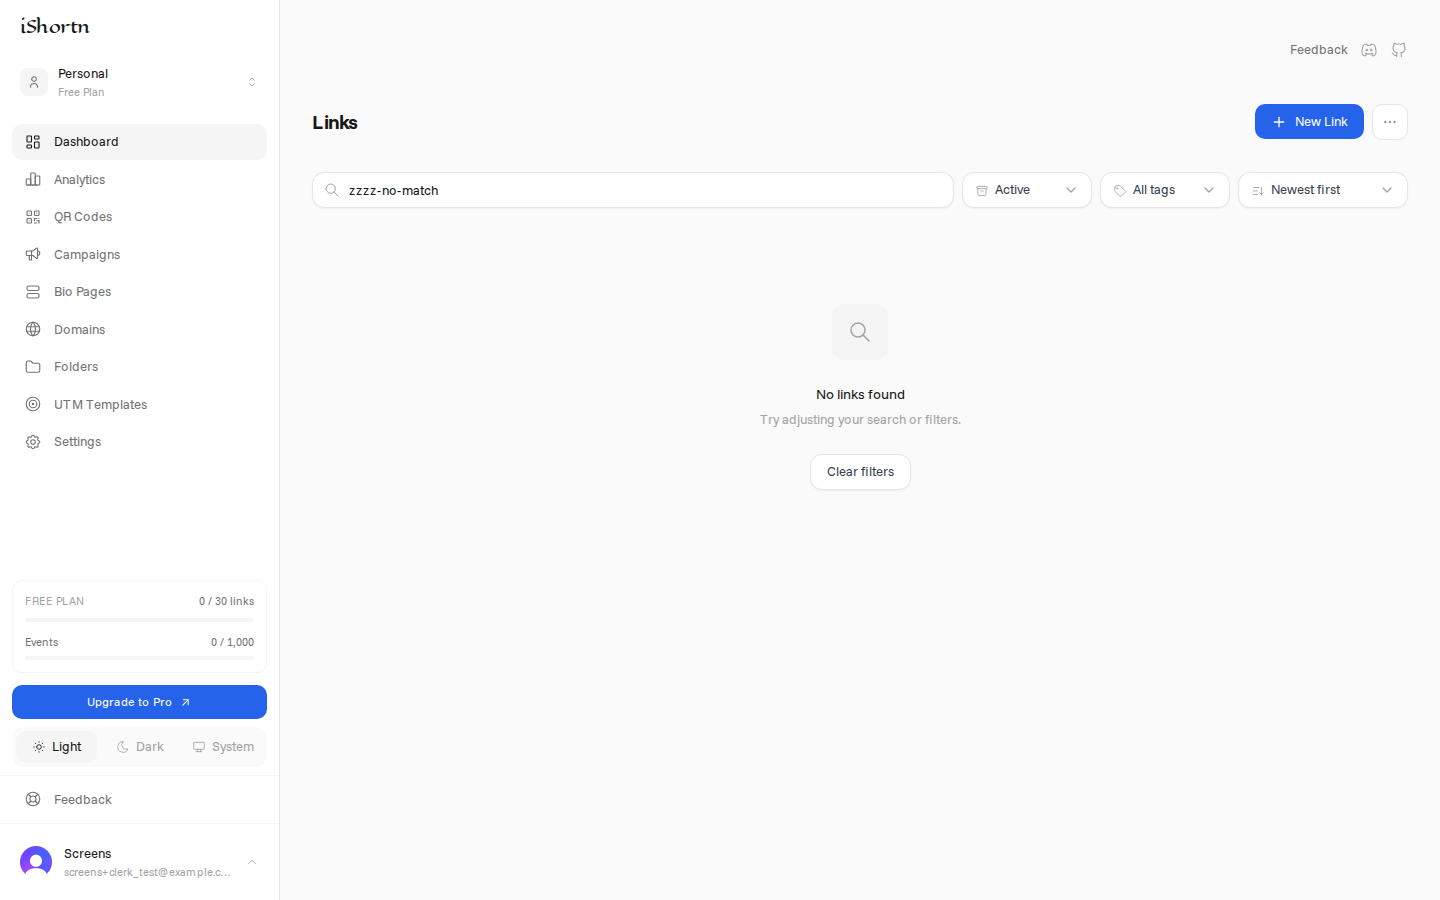 iShortn
Personal
Free Plan
Dashboard
Analytics
QR Codes
Campaigns
Bio Pages
Domains
Folders
UTM Templates
Settings
FREE PLAN 0 / 30 links
Events 0 / 1,000
Upgrade to Pro
Light Dark System
Feedback
Screens
screens+clerk_test@example.c...
Feedback
Links
New Link
zzzz-no-match
Active
All tags
Newest first
No links found
Try adjusting your search or filters.
Clear filters